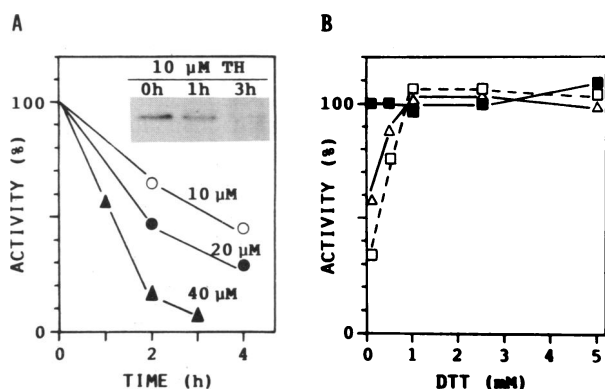 A
B
10 µM TH
0h 1h 3h
100
0
ACTIVITY (%)
10 µM
20 µM
40 µM
0 2 4
TIME (h)
100
0
ACTIVITY (%)
0 1 2 3 4 5
DTT (mM)